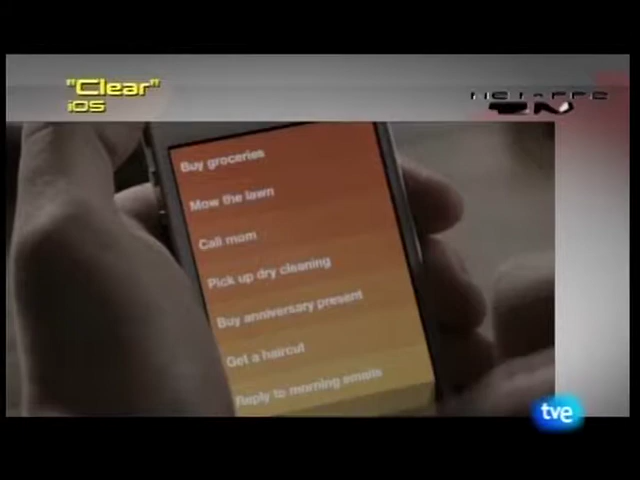 "Clear"
iOS
Buy groceries
Mow the lawn
Call mom
Pick up dry cleaning
Buy anniversary present
Get a haircut
Reply to morning emails
tve